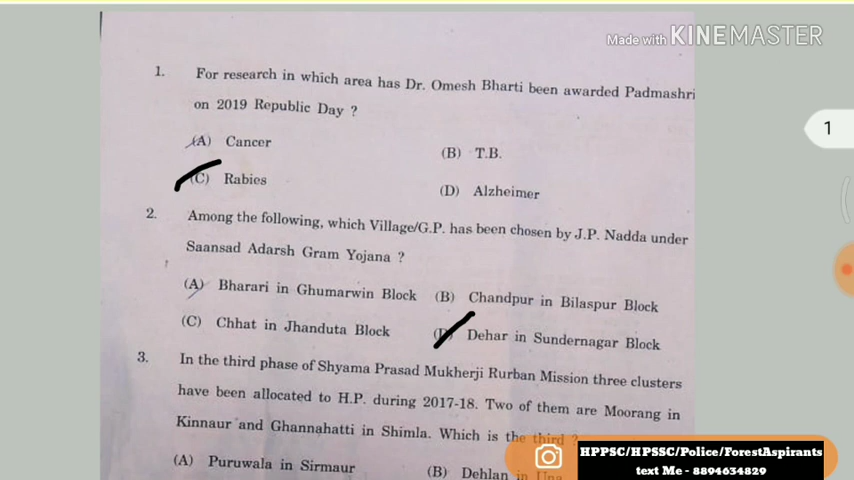 Made with KINEMASTER
1. For research in which area has Dr. Omesh Bharti been awarded Padmashri
on 2019 Republic Day ?
(A) Cancer
(B) T.B.
(C) Rabies
(D) Alzheimer
2. Among the following, which Village/G.P. has been chosen by J.P. Nadda under
Saansad Adarsh Gram Yojana ?
(A) Bharari in Ghumarwin Block (B) Chandpur in Bilaspur Block
(C) Chhat in Jhanduta Block (D) Dehar in Sundernagar Block
3. In the third phase of Shyama Prasad Mukherji Rurban Mission three clusters
have been allocated to H.P. during 2017-18. Two of them are Moorang in
Kinnaur and Ghannahatti in Shimla. Which is the third ?
(A) Puruwala in Sirmaur (B) Dehlan in Una
1
HPPSC/HPSSC/Police/ForestAspirants
text Me - 8894634829